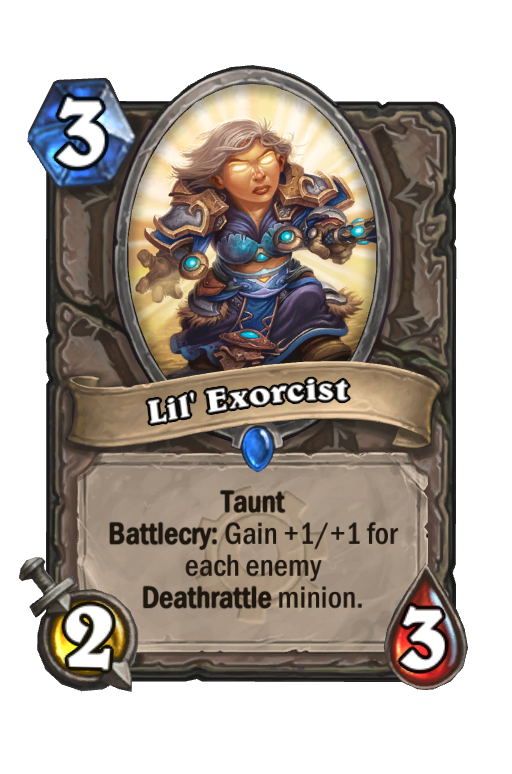 3
Lil' Exorcist
Taunt
Battlecry: Gain +1/+1 for
each enemy
Deathrattle minion.
2
3